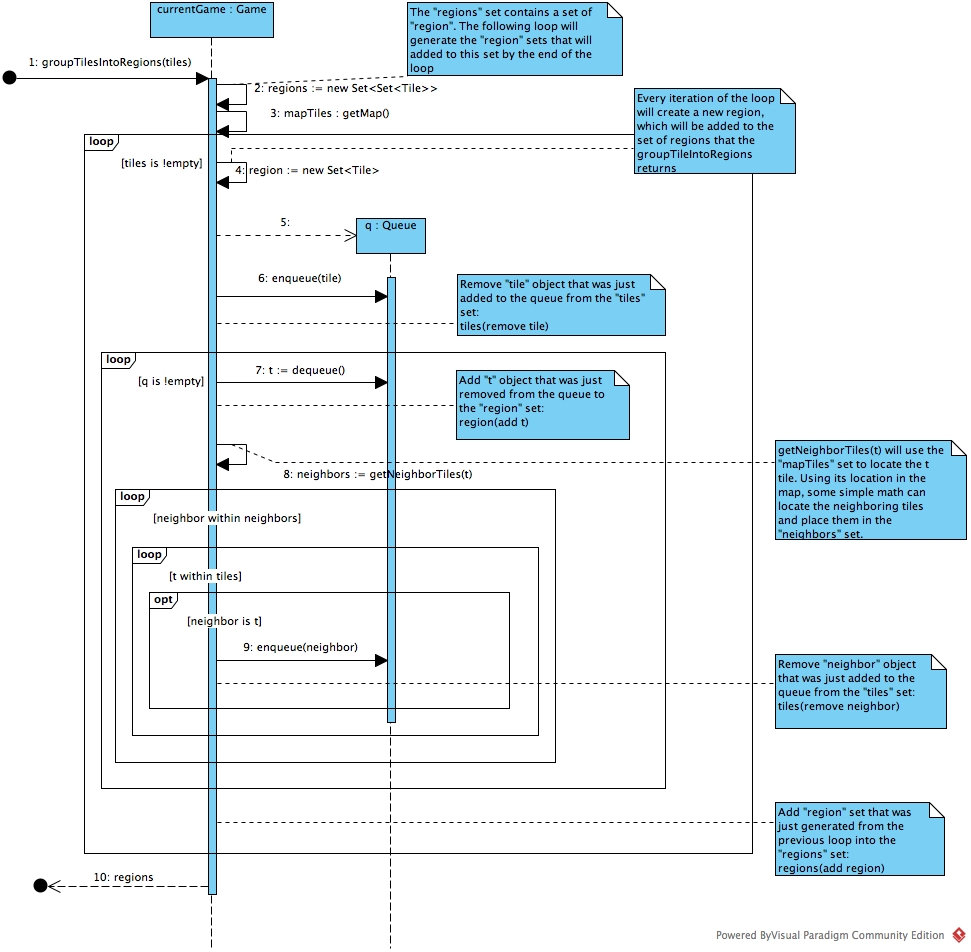 currentGame : Game
The "regions" set contains a set of
"region". The following loop will
generate the "region" sets that will
added to this set by the end of the
loop
1: groupTilesIntoRegions(tiles)
2: regions := new Set<Set<Tile>>
3: mapTiles : getMap()
Every iteration of the loop
will create a new region,
which will be added to the
set of regions that the
groupTileIntoRegions
returns
loop
[tiles is !empty]
4: region := new Set<Tile>
5:
q : Queue
6: enqueue(tile)
Remove "tile" object that was just
added to the queue from the "tiles"
set:
tiles(remove tile)
loop
[q is !empty]
7: t := dequeue()
Add "t" object that was just
removed from the queue to
the "region" set:
region(add t)
8: neighbors := getNeighborTiles(t)
getNeighborTiles(t) will use the
"mapTiles" set to locate the t
tile. Using its location in the
map, some simple math can
locate the neighboring tiles
and place them in the
"neighbors" set.
loop
[neighbor within neighbors]
loop
[t within tiles]
opt
[neighbor is t]
9: enqueue(neighbor)
Remove "neighbor" object
that was just added to the
queue from the "tiles" set:
tiles(remove neighbor)
Add "region" set that was
just generated from the
previous loop into the
"regions" set:
regions(add region)
10: regions
Powered ByVisual Paradigm Community Edition